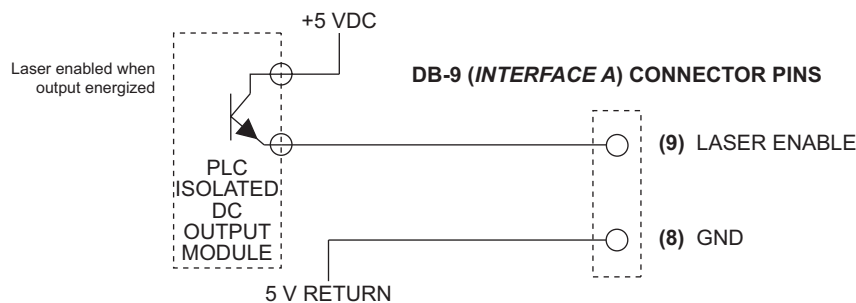 +5 VDC
Laser enabled when
output energized
DB-9 (INTERFACE A) CONNECTOR PINS
(9) LASER ENABLE
PLC
ISOLATED
DC
OUTPUT
MODULE
(8) GND
5 V RETURN